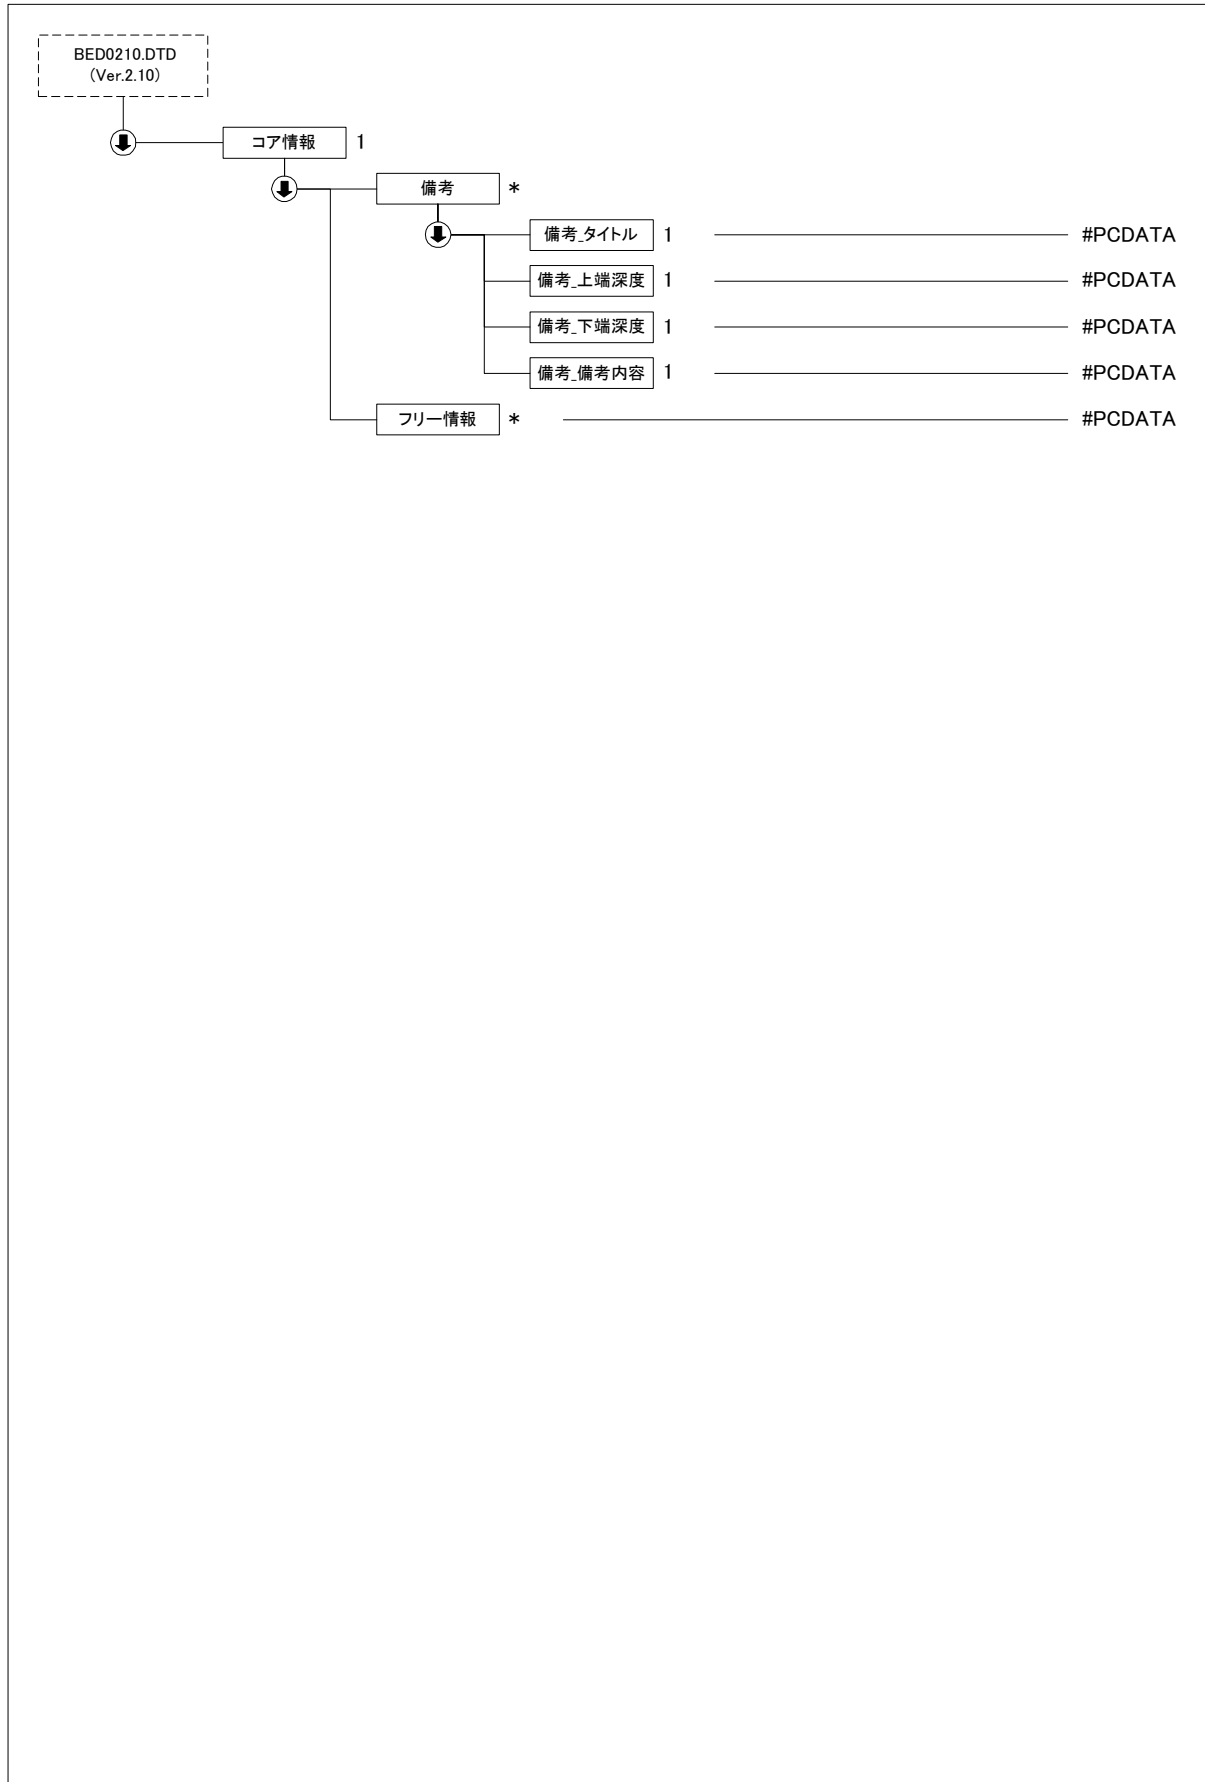 BED0210.DTD
(Ver.2.10)
コア情報 1
備考 *
備考_タイトル 1 #PCDATA
備考_上端深度 1 #PCDATA
備考_下端深度 1 #PCDATA
備考_備考内容 1 #PCDATA
フリー情報 * #PCDATA